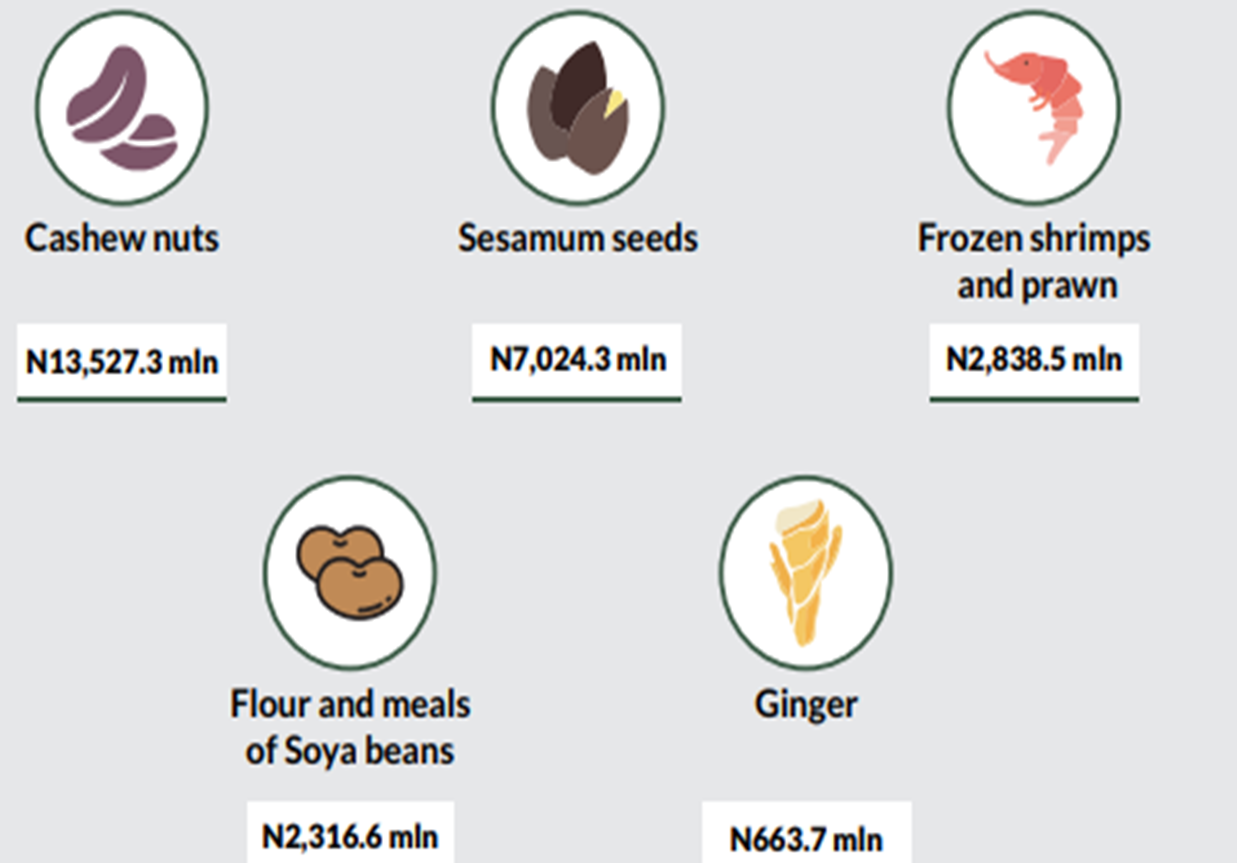 Cashew nuts
Sesamum seeds
Frozen shrimps
and prawn
N13,527.3 mln
N7,024.3 mln
N2,838.5 mln
Flour and meals
of Soya beans
Ginger
N2,316.6 mln
N663.7 mln